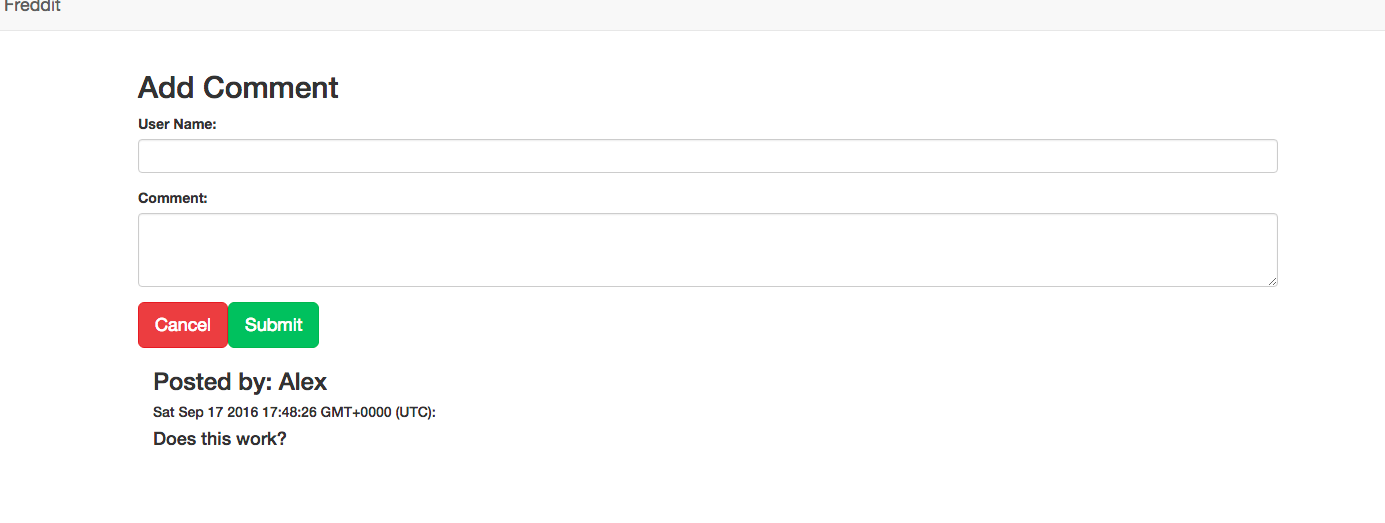 Freddit
Add Comment
User Name:
Comment:
Cancel Submit
Posted by: Alex
Sat Sep 17 2016 17:48:26 GMT+0000 (UTC):
Does this work?